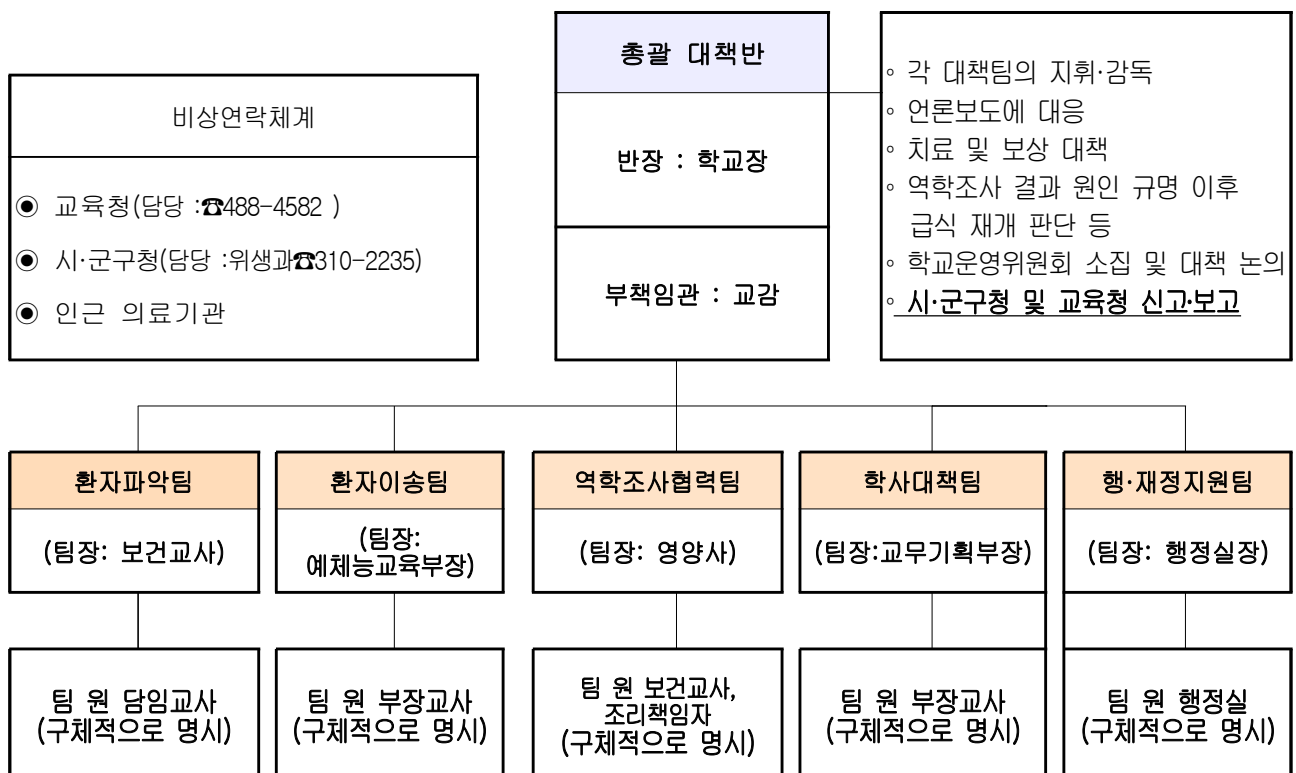 총괄 대책반
반장 : 학교장
부책임관 : 교감
비상연락체계
◉ 교육청(담당 :☎488-4582 )
◉ 시·군구청(담당 :위생과☎310-2235)
◉ 인근 의료기관
◦ 각 대책팀의 지휘·감독
◦ 언론보도에 대응
◦ 치료 및 보상 대책
◦ 역학조사 결과 원인 규명 이후
급식 재개 판단 등
◦ 학교운영위원회 소집 및 대책 논의
◦ 시·군구청 및 교육청 신고·보고
환자파악팀
(팀장: 보건교사)
팀 원 담임교사
(구체적으로 명시)
환자이송팀
(팀장:
예체능교육부장)
팀 원 부장교사
(구체적으로 명시)
역학조사협력팀
(팀장: 영양사)
팀 원 보건교사,
조리책임자
(구체적으로 명시)
학사대책팀
(팀장:교무기획부장)
팀 원 부장교사
(구체적으로 명시)
행·재정지원팀
(팀장: 행정실장)
팀 원 행정실
(구체적으로 명시)